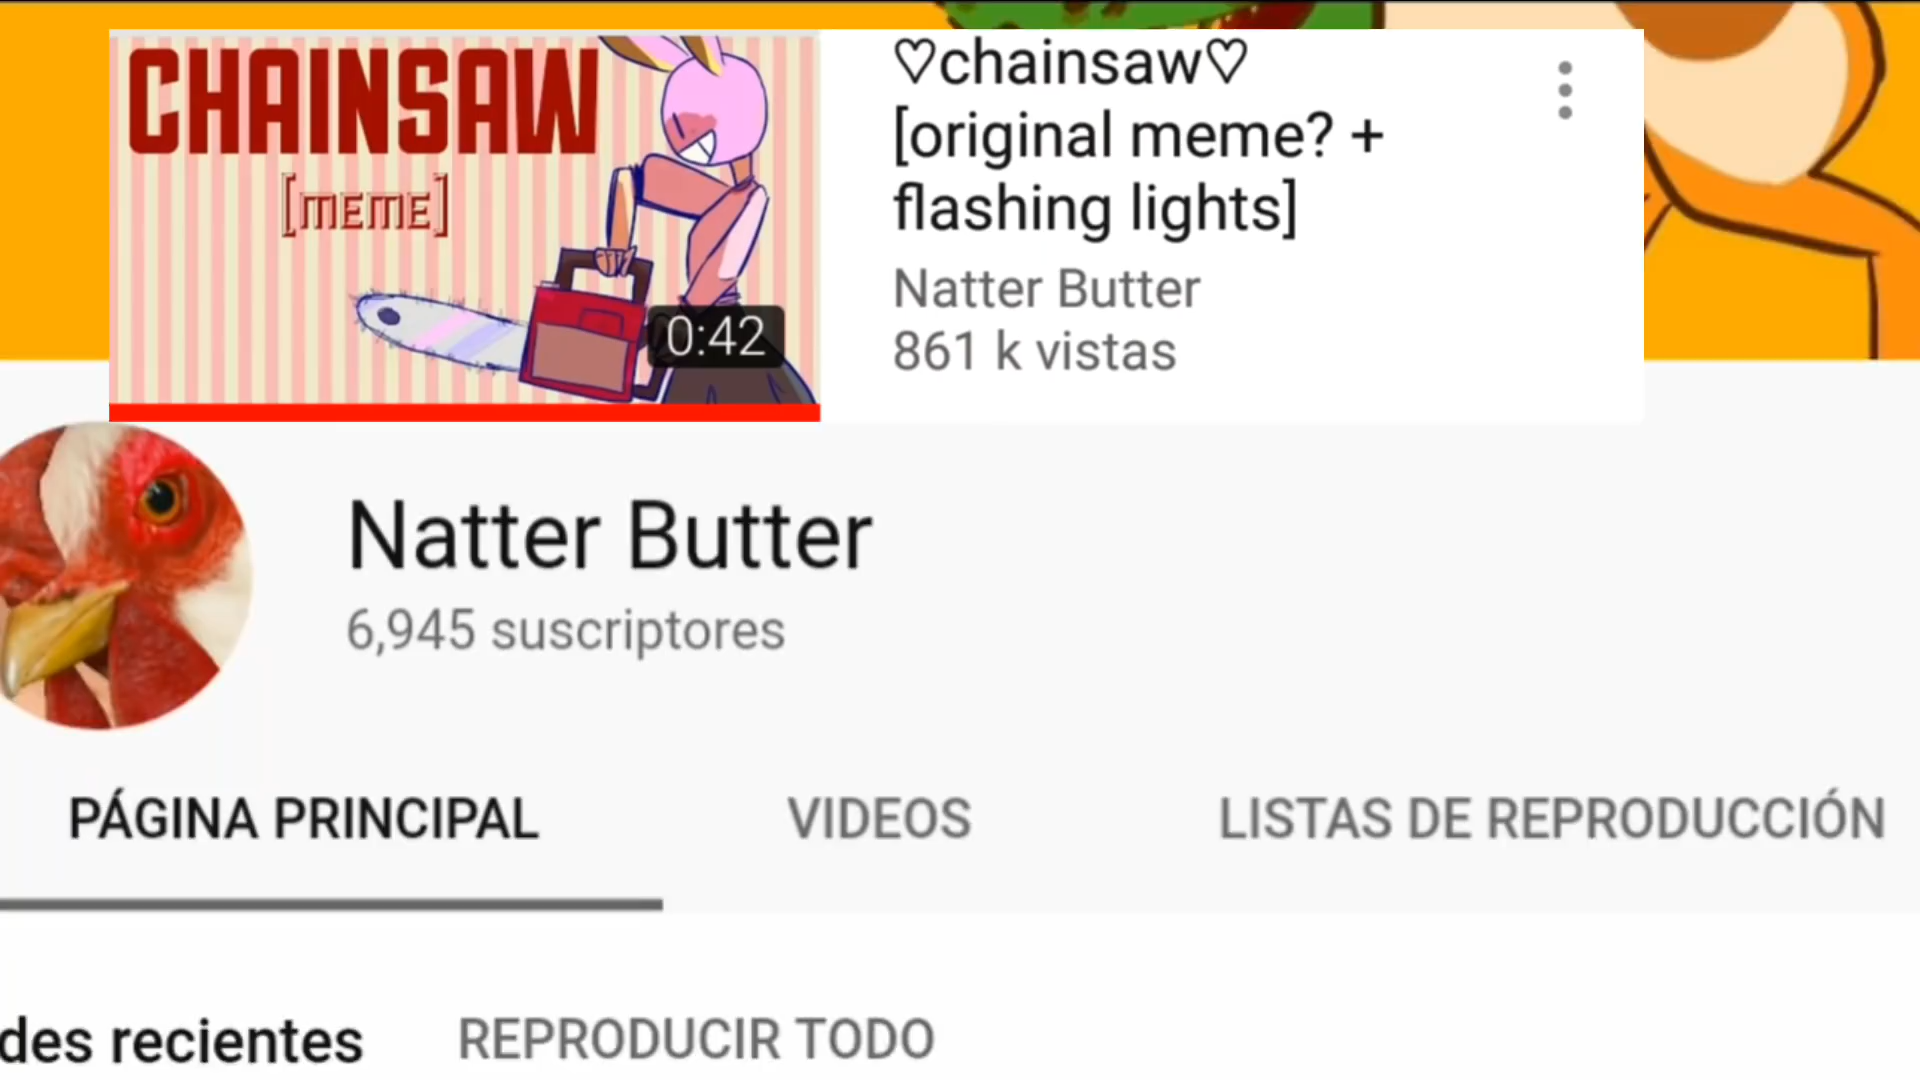 CHAINSAW
[MEME]
0:42
♡chainsaw♡
[original meme? +
flashing lights]
Natter Butter
861 k vistas
Natter Butter
6,945 suscriptores
PÁGINA PRINCIPAL VIDEOS LISTAS DE REPRODUCCIÓN
des recientes REPRODUCIR TODO